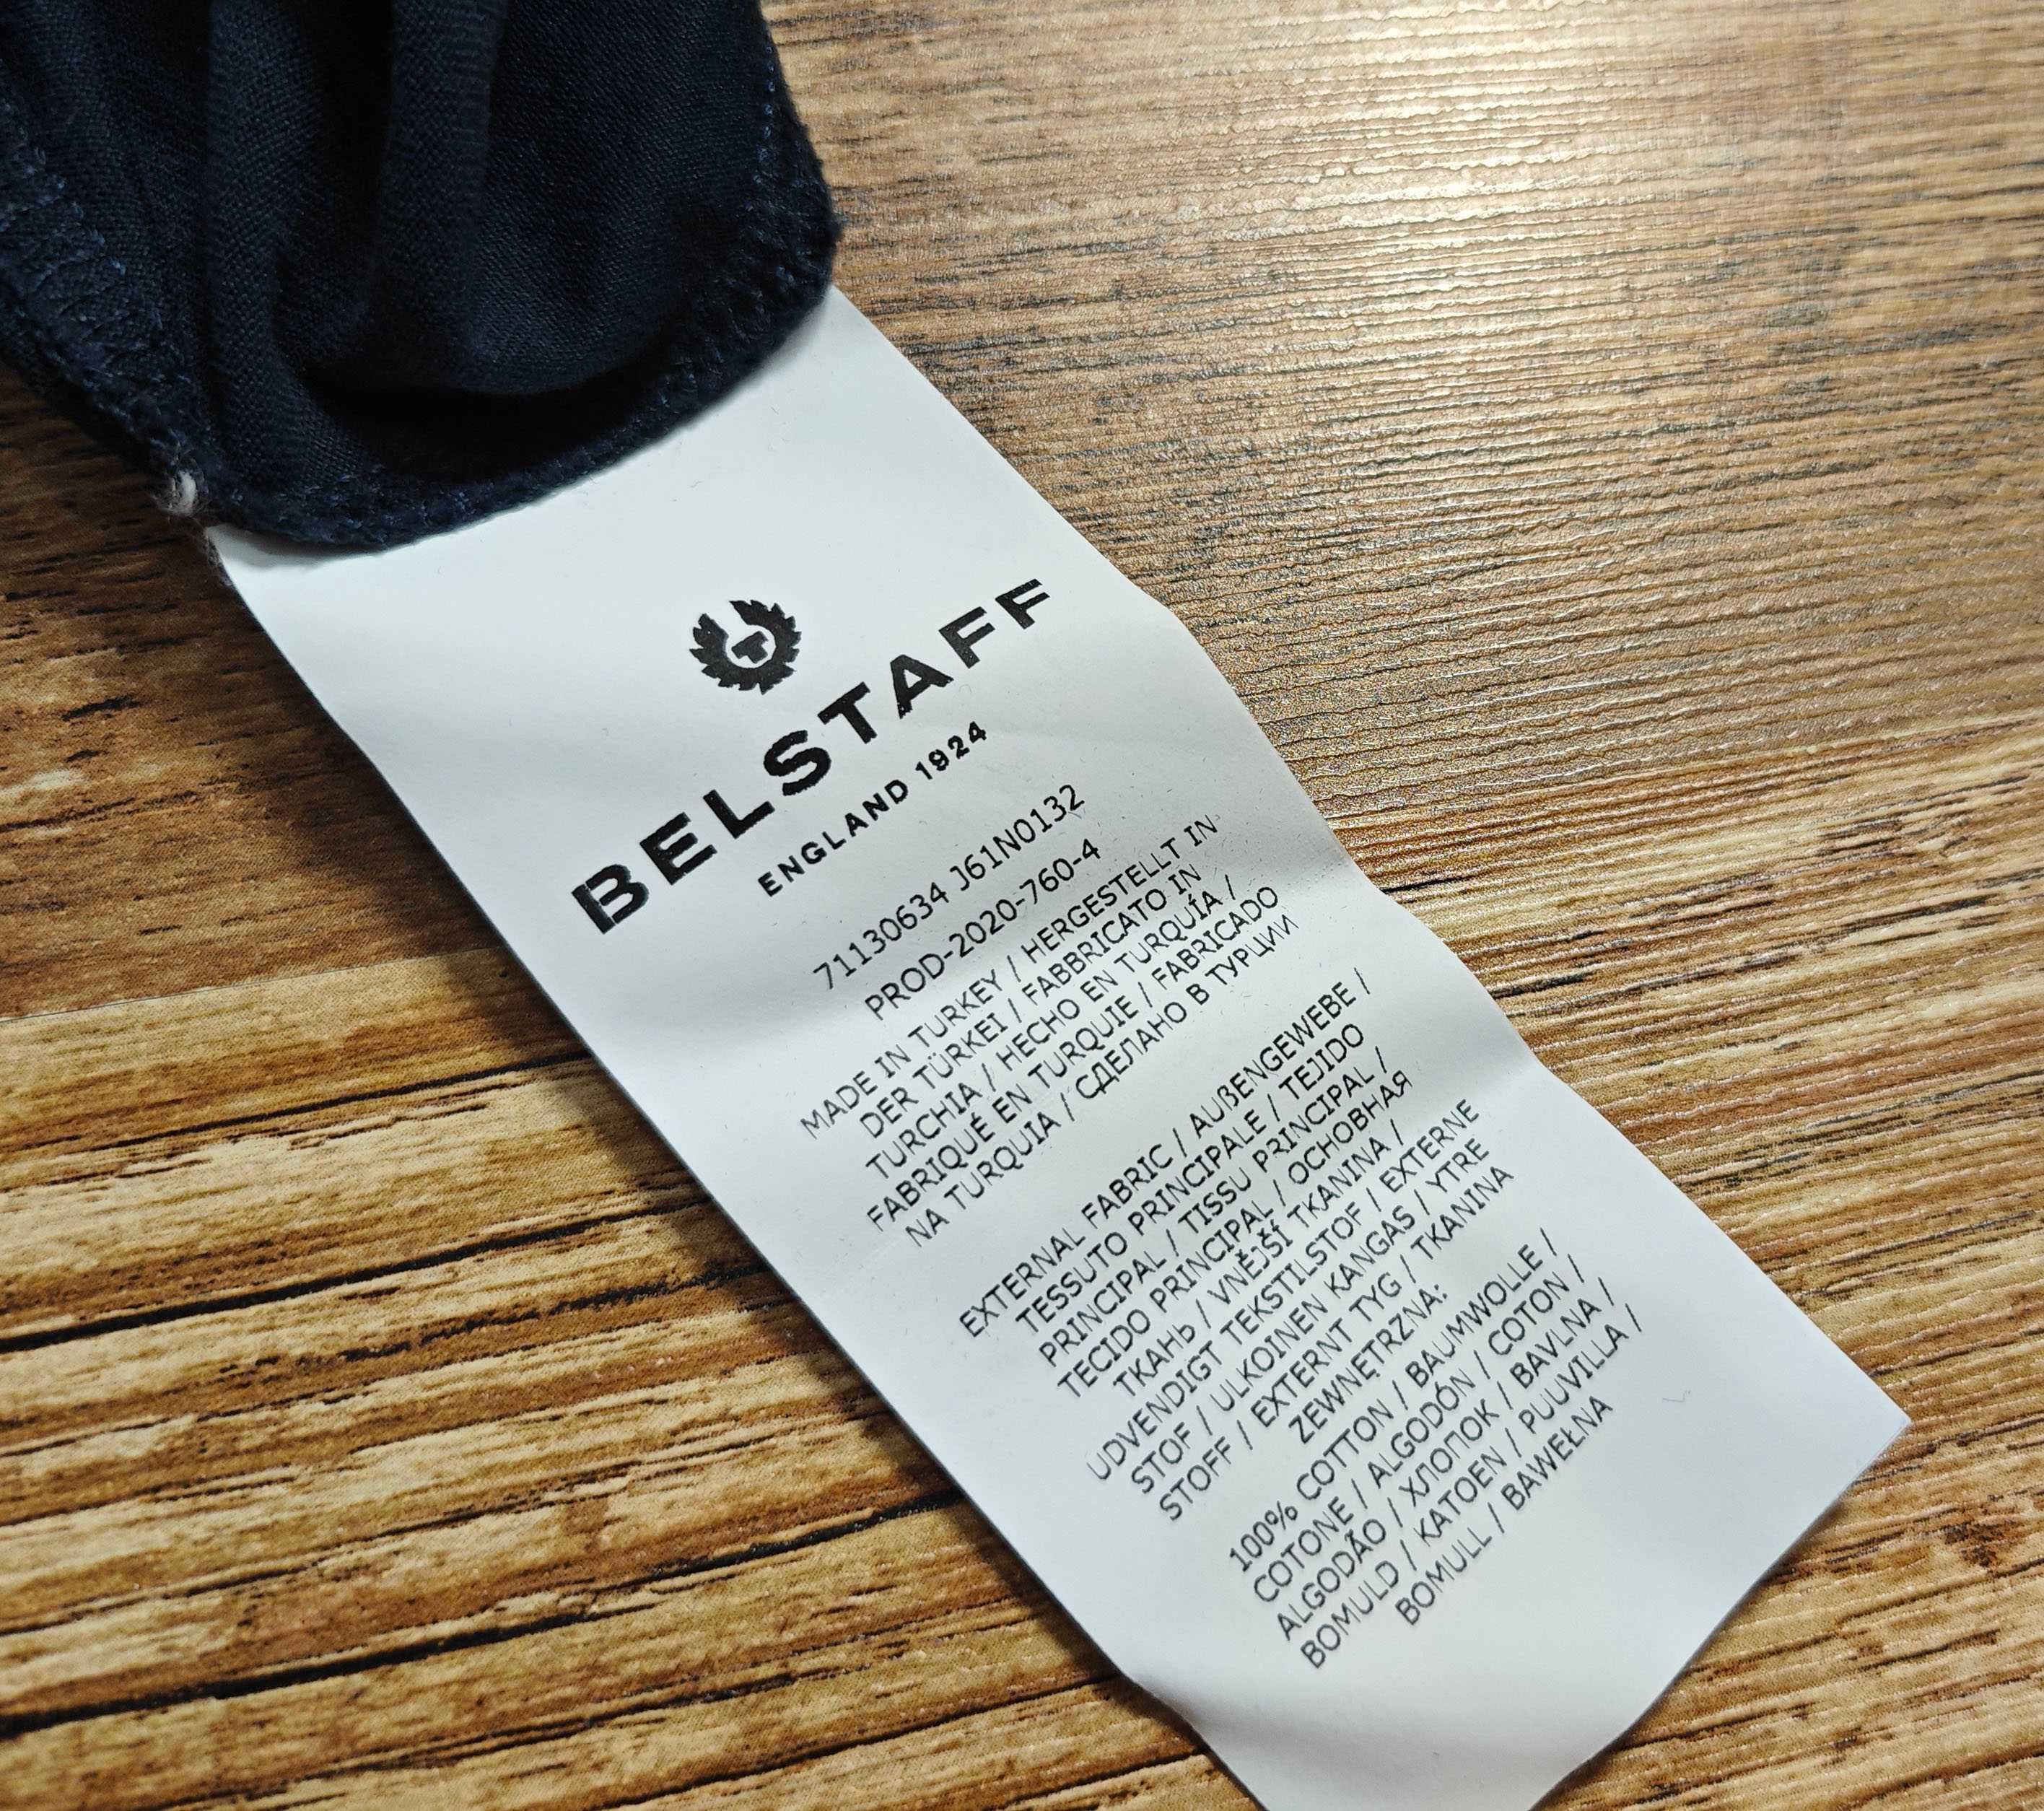 BELSTAFF
ENGLAND 1924
71130634 J61N0132
PROD-2020-760-4
MADE IN TURKEY / HERGESTELLT IN
DER TÜRKEI / FABBRICATO IN
TURCHIA / HECHO EN TURQUÍA /
FABRIQUÉ EN TURQUIE / FABRICADO
NA TURQUIA / СДЕЛАНО В ТУРЦИИ
EXTERNAL FABRIC / AUßENGEWEBE /
TESSUTO PRINCIPALE / TEJIDO
PRINCIPAL / TISSU PRINCIPAL /
TECIDO PRINCIPAL / ОСНОВНАЯ
ТКАНЬ / VNĚJŠÍ TKANINA /
UDVENDIGT TEKSTILSTOF / EXTERNE
STOF / ULKOINEN KANGAS / YTRE
STOFF / EXTERNT TYG / TKANINA
ZEWNĘTRZNA:
100% COTTON / BAUMWOLLE /
COTONE / ALGODÓN / COTON /
ALGODÃO / ХЛОПОК / BAVLNA /
BOMULD / KATOEN / PUUVILLA /
BOMULL / BAWEŁNA